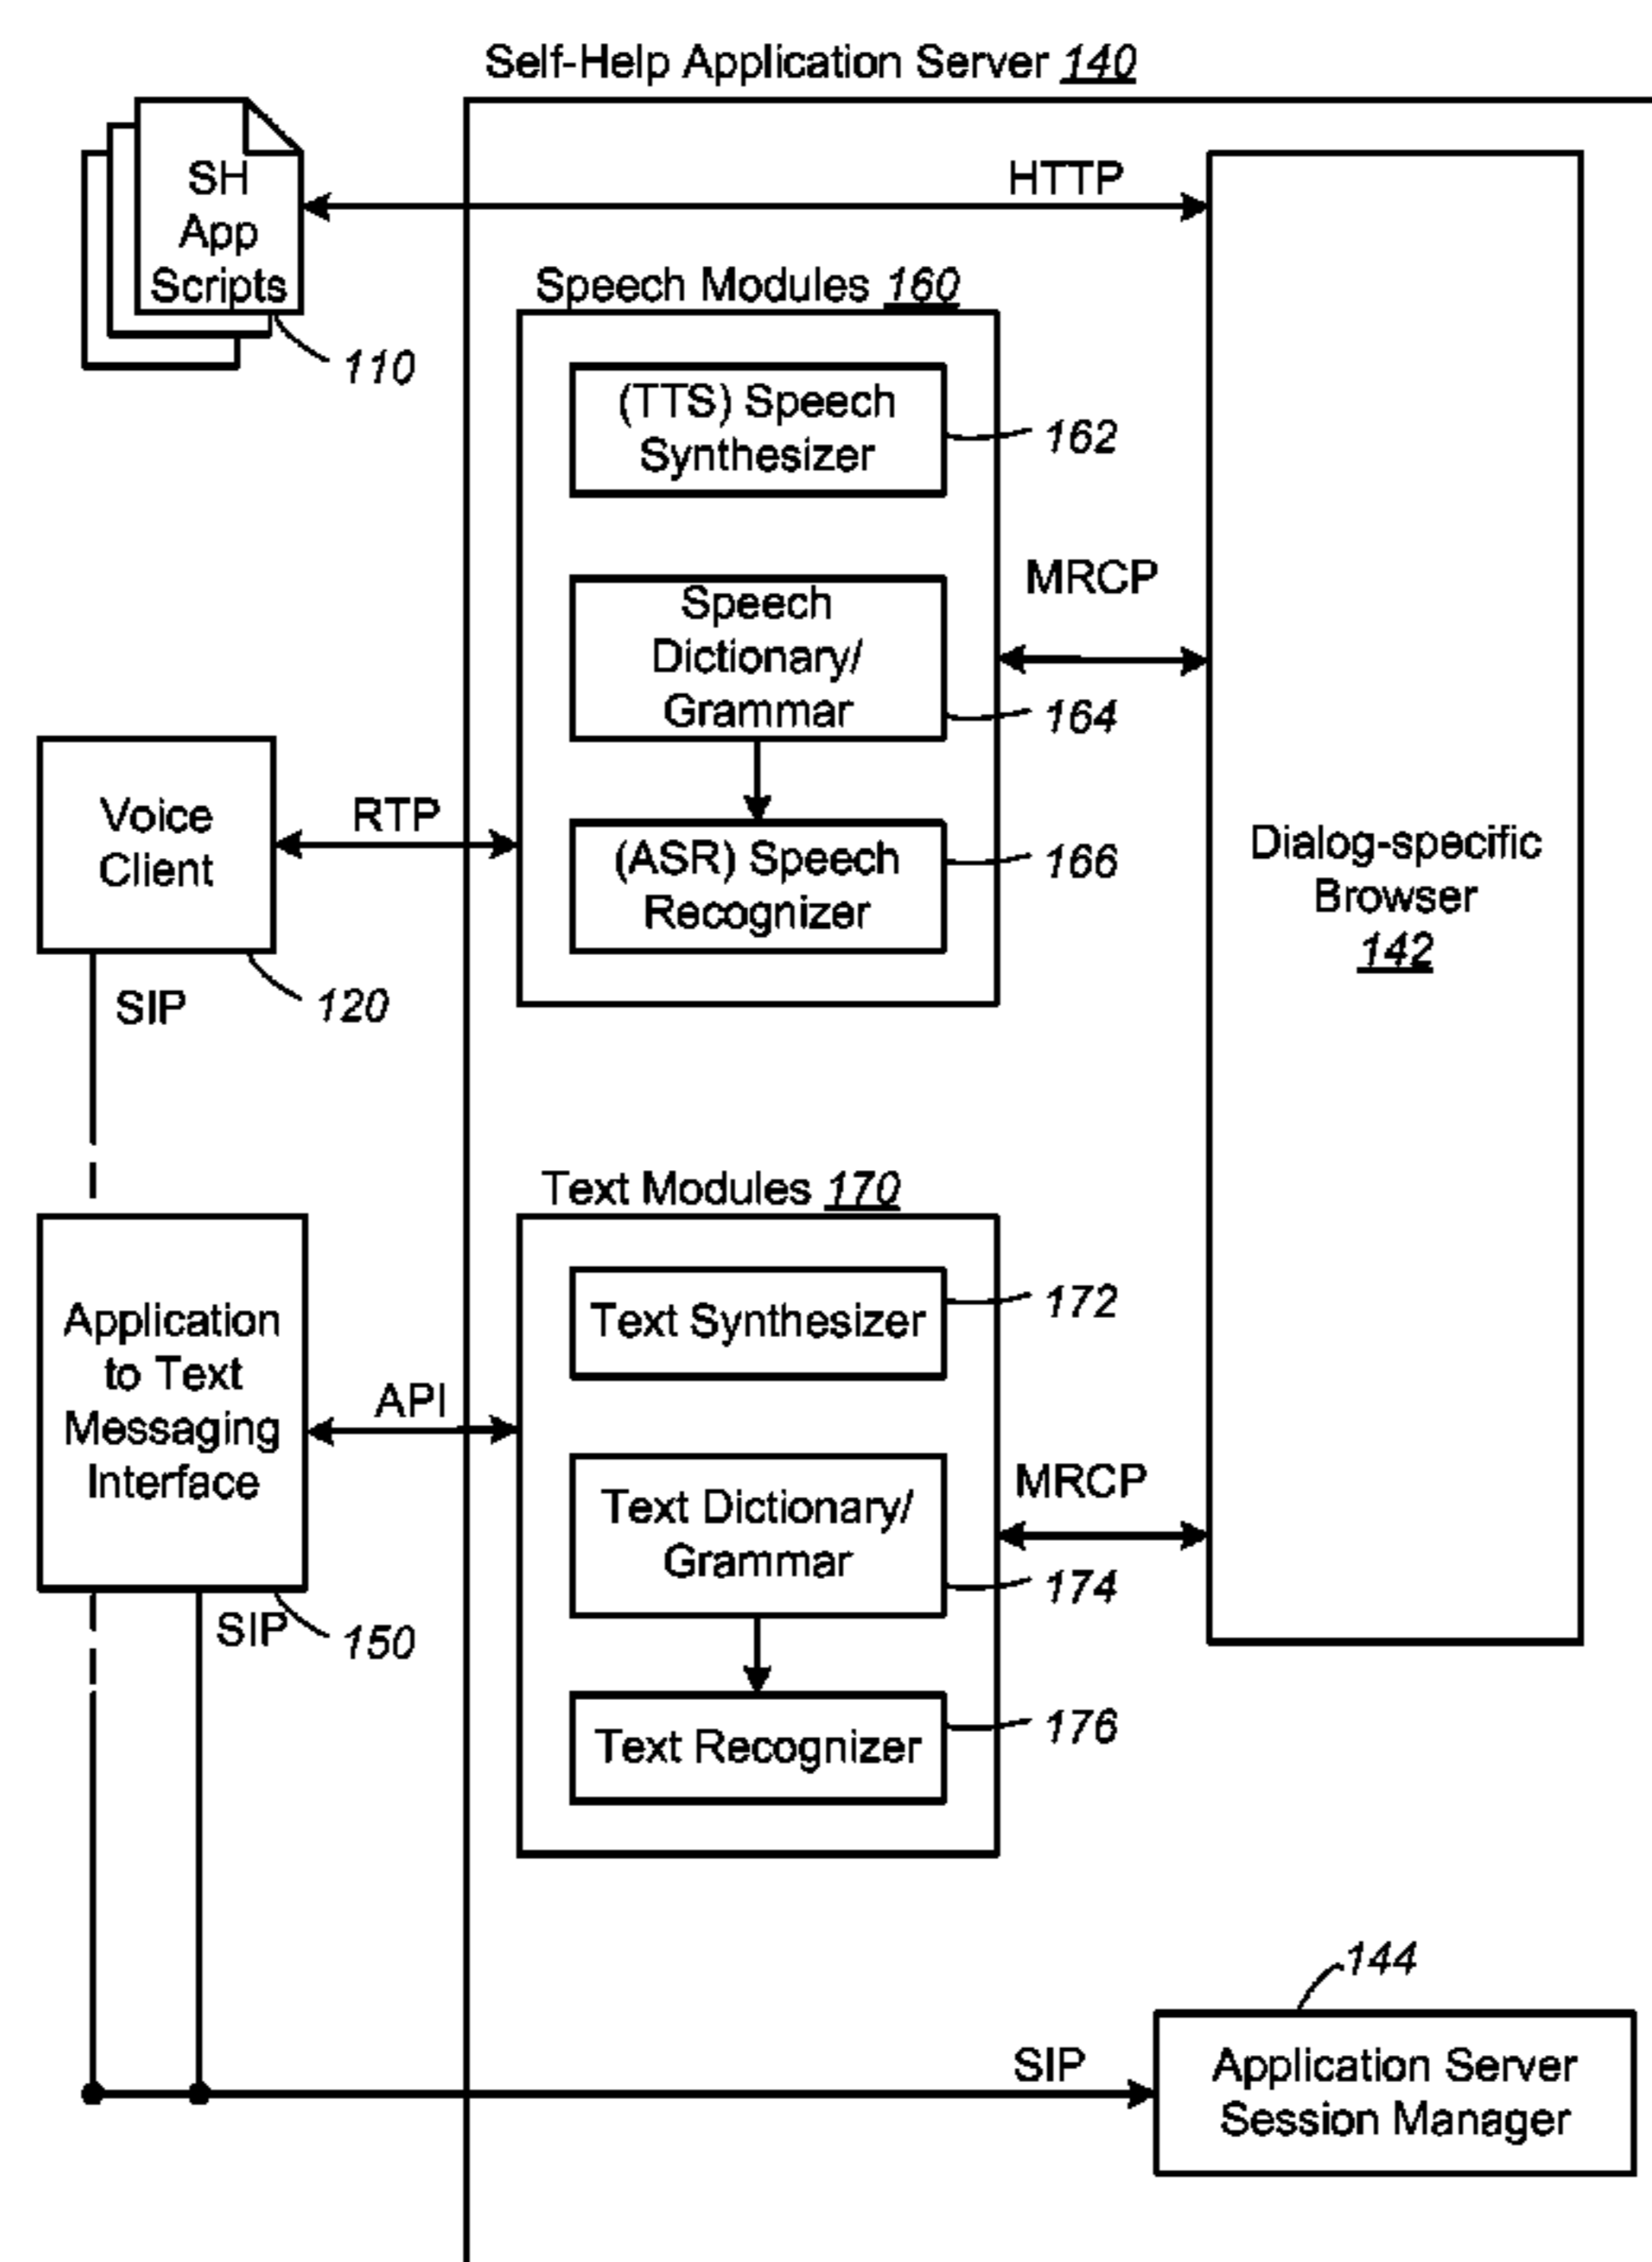 Self-Help Application Server 140
SH
App
Scripts
110
HTTP
Speech Modules 160
(TTS) Speech
Synthesizer
162
MRCP
Speech
Dictionary/
Grammar
164
Voice
Client
120
RTP
(ASR) Speech
Recognizer
166
Dialog-specific
Browser
142
SIP
Text Modules 170
Application
to Text
Messaging
Interface
150
API
Text Synthesizer
172
MRCP
Text Dictionary/
Grammar
174
SIP
Text Recognizer
176
144
SIP
Application Server
Session Manager